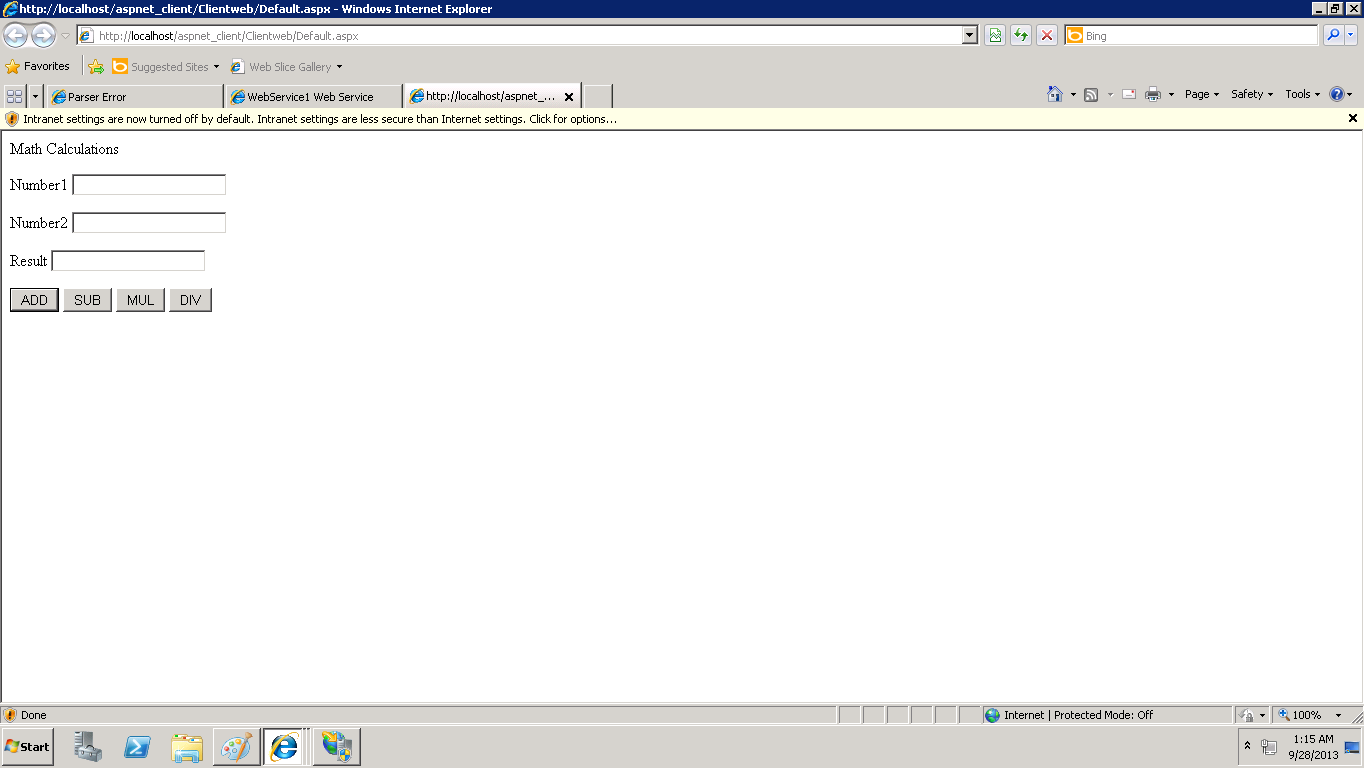 http://localhost/aspnet_client/Clientweb/Default.aspx - Windows Internet Explorer
http://localhost/aspnet_client/Clientweb/Default.aspx
Bing
Favorites
Suggested Sites
Web Slice Gallery
Parser Error
WebService1 Web Service
http://localhost/aspnet_...
Page
Safety
Tools
Intranet settings are now turned off by default. Intranet settings are less secure than Internet settings. Click for options...
Math Calculations
Number1
Number2
Result
ADD SUB MUL DIV
Done
Internet | Protected Mode: Off
100%
Start
1:15 AM
9/28/2013